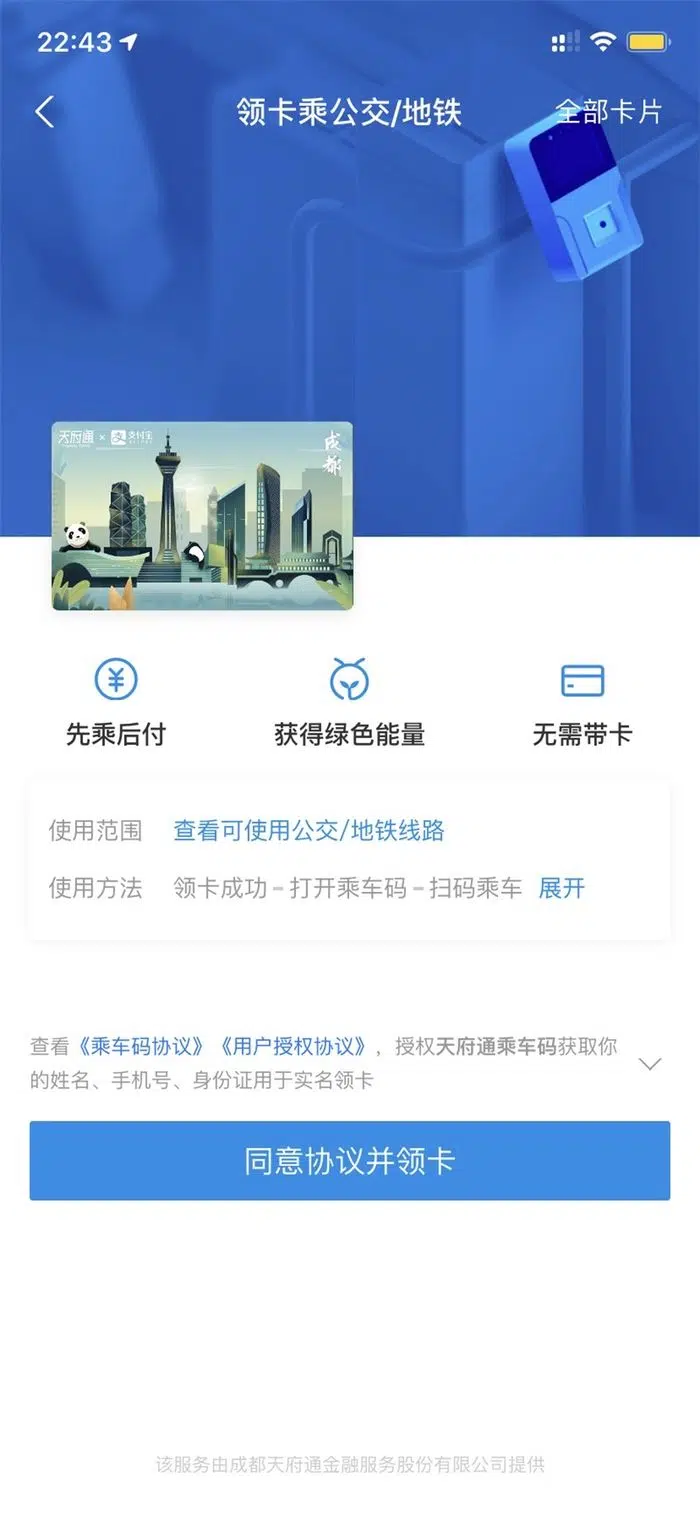 22:43
领卡乘公交/地铁
全部卡片
天府通 × 支付宝
成都
先乘后付
获得绿色能量
无需带卡
使用范围 查看可使用公交/地铁线路
使用方法 领卡成功－打开乘车码－扫码乘车 展开
查看《乘车码协议》《用户授权协议》，授权天府通乘车码获取你
的姓名、手机号、身份证用于实名领卡
同意协议并领卡
该服务由成都天府通金融服务股份有限公司提供